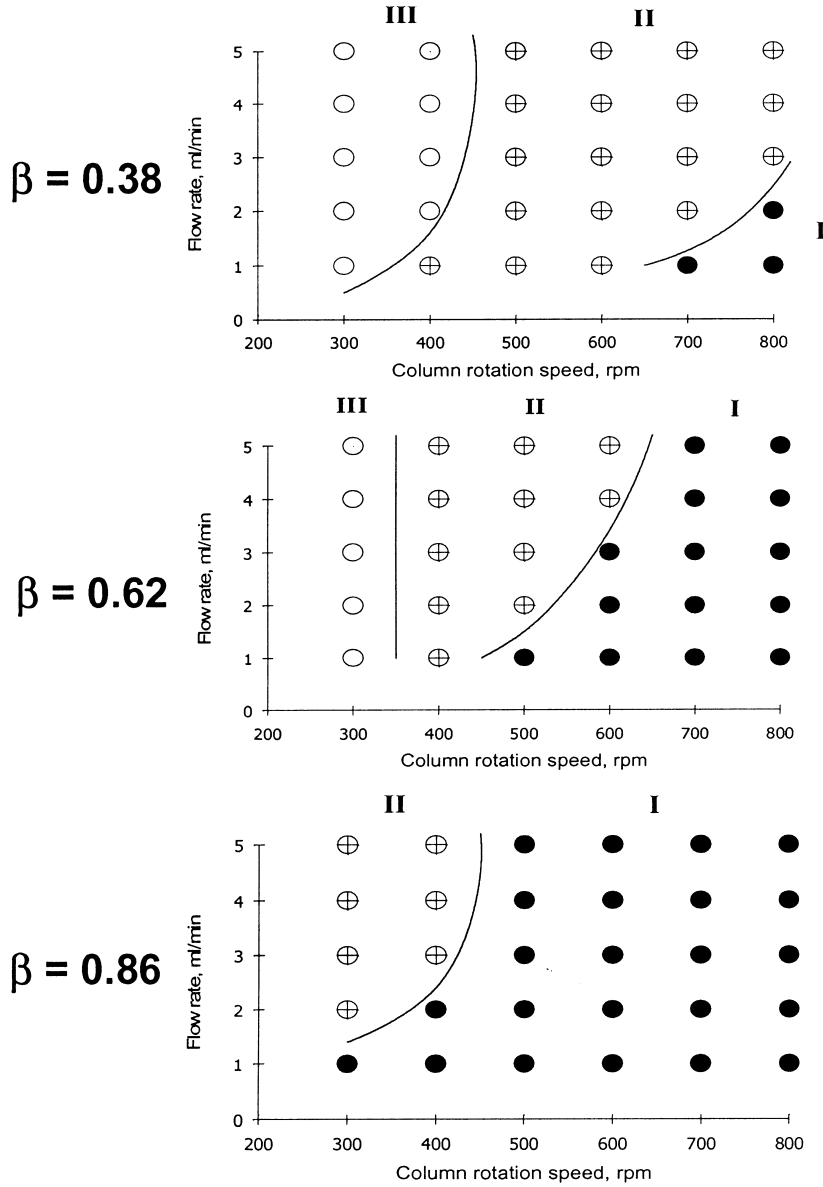 III II
5
4
3
2
1
0
Flow rate, ml/min
β = 0.38
I
200 300 400 500 600 700 800
Column rotation speed, rpm
III II I
5
4
3
2
1
0
Flow rate, ml/min
β = 0.62
200 300 400 500 600 700 800
Column rotation speed, rpm
II I
5
4
3
2
1
0
Flow rate, ml/min
β = 0.86
200 300 400 500 600 700 800
Column rotation speed, rpm